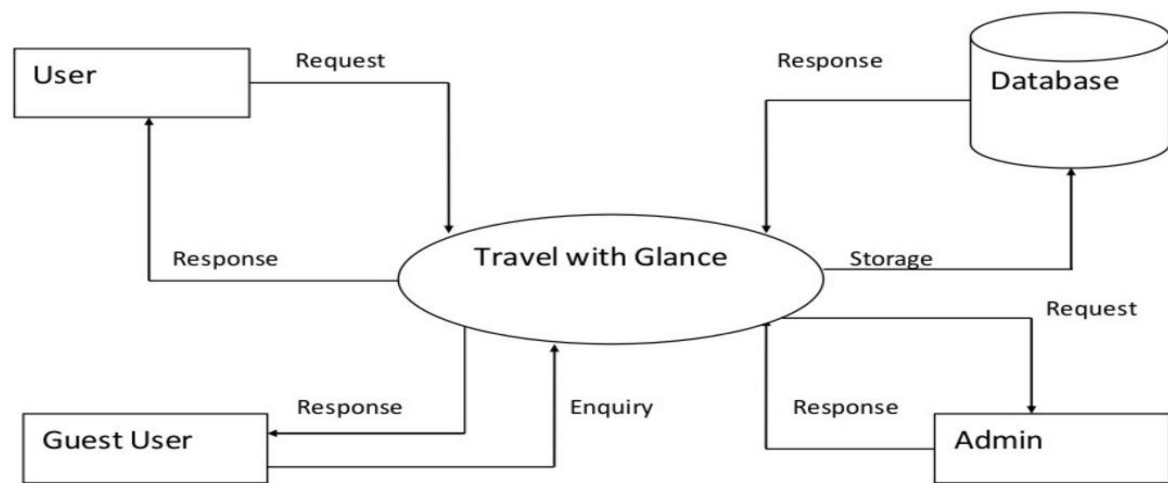 User
Request
Response
Database
Response
Travel with Glance
Storage
Request
Response
Enquiry
Response
Guest User
Admin